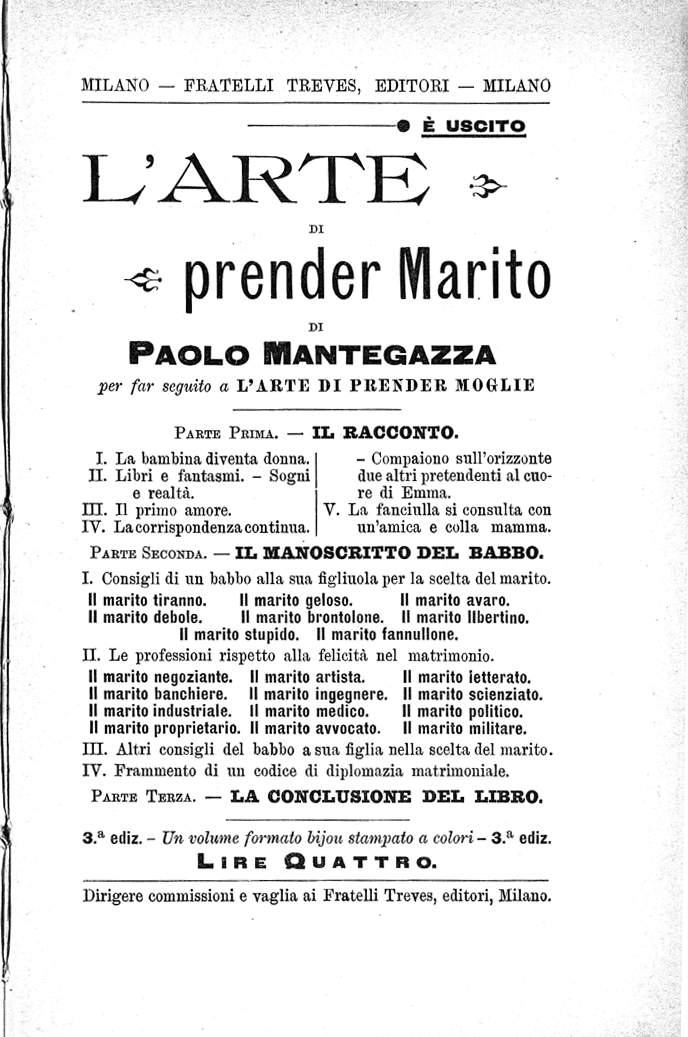 MILANO — FRATELLI TREVES, EDITORI — MILANO
È USCITO
L'ARTE
DI
prender Marito
DI
PAOLO MANTEGAZZA
per far seguito a L'ARTE DI PRENDER MOGLIE
PARTE PRIMA. — IL RACCONTO.
I. La bambina diventa donna.
II. Libri e fantasmi. – Sogni
e realtà.
III. Il primo amore.
IV. La corrispondenza continua.
– Compaiono sull'orizzonte
due altri pretendenti al cuo-
re di Emma.
V. La fanciulla si consulta con
un'amica e colla mamma.
PARTE SECONDA. — IL MANOSCRITTO DEL BABBO.
I. Consigli di un babbo alla sua figliuola per la scelta del marito.
Il marito tiranno. Il marito geloso. Il marito avaro.
Il marito debole. Il marito brontolone. Il marito libertino.
Il marito stupido. Il marito fannullone.
II. Le professioni rispetto alla felicità nel matrimonio.
Il marito negoziante. Il marito artista. Il marito letterato.
Il marito banchiere. Il marito ingegnere. Il marito scienziato.
Il marito industriale. Il marito medico. Il marito politico.
Il marito proprietario. Il marito avvocato. Il marito militare.
III. Altri consigli del babbo a sua figlia nella scelta del marito.
IV. Frammento di un codice di diplomazia matrimoniale.
PARTE TERZA. — LA CONCLUSIONE DEL LIBRO.
3.ª ediz. – Un volume formato bijou stampato a colori – 3.ª ediz.
LIRE QUATTRO.
Dirigere commissioni e vaglia ai Fratelli Treves, editori, Milano.